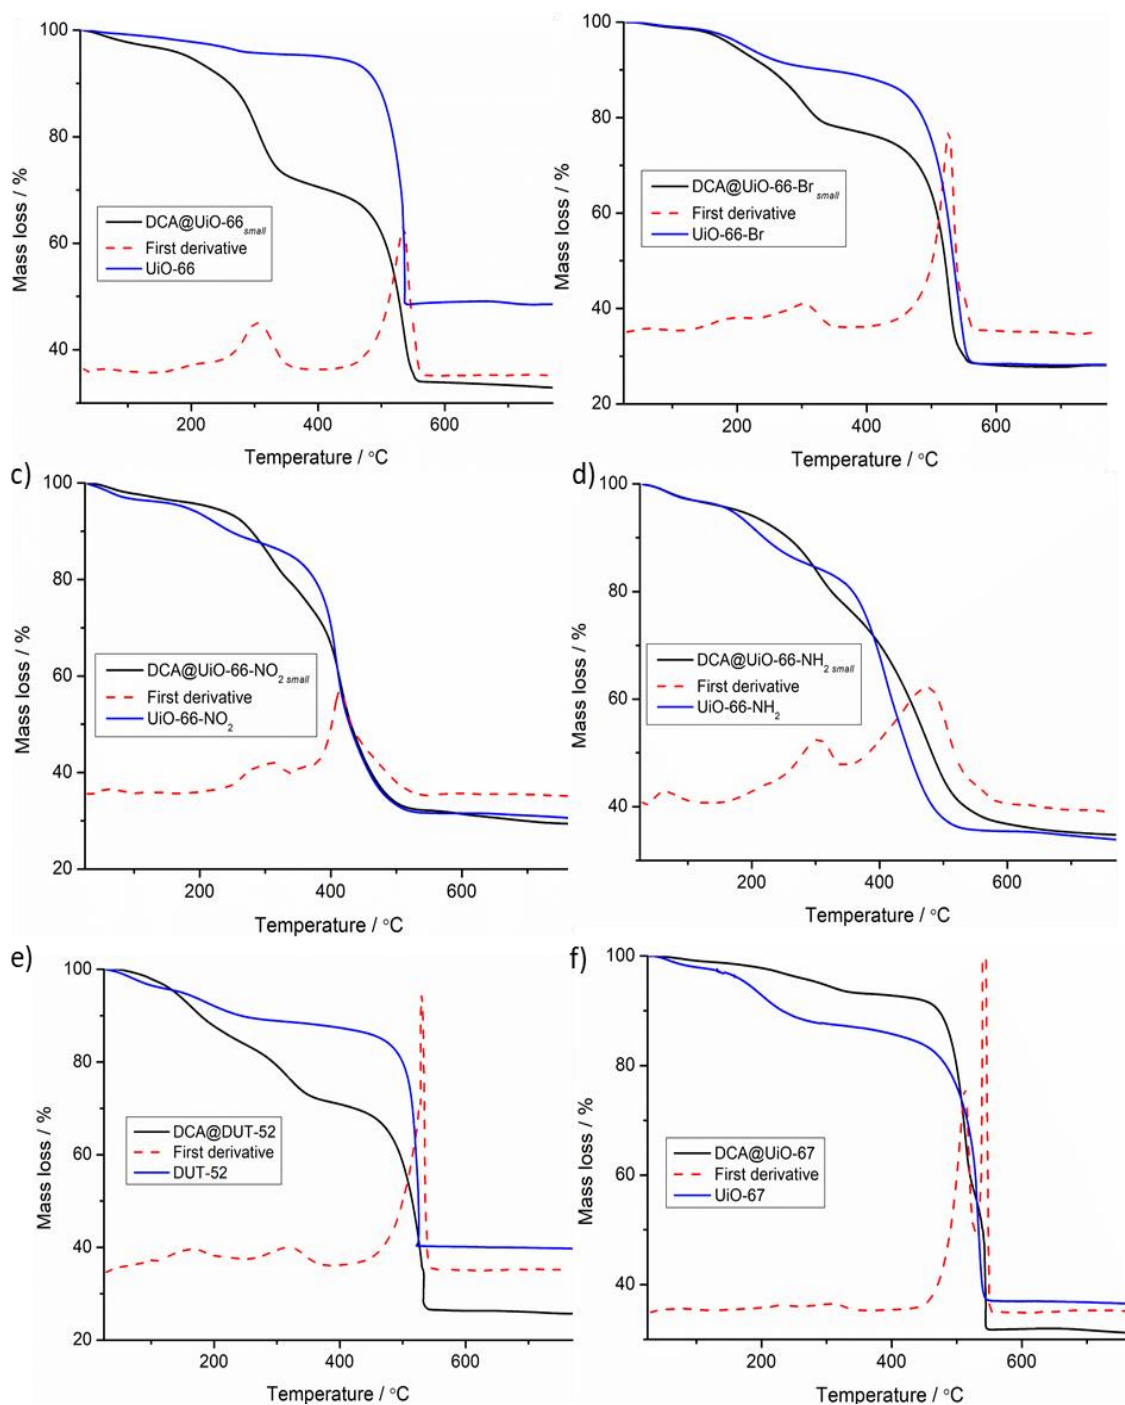 100
80
60
40
Mass loss / %
DCA@UiO-66small
First derivative
UiO-66
200
400
600
Temperature / °C
100
80
60
40
20
Mass loss / %
DCA@UiO-66-Brsmall
First derivative
UiO-66-Br
200
400
600
Temperature / °C
c)
100
80
60
40
20
Mass loss / %
DCA@UiO-66-NO2 small
First derivative
UiO-66-NO2
200
400
600
Temperature / °C
d)
100
80
60
40
Mass loss / %
DCA@UiO-66-NH2 small
First derivative
UiO-66-NH2
200
400
600
Temperature / °C
e)
100
80
60
40
20
Mass loss / %
DCA@DUT-52
First derivative
DUT-52
200
400
600
Temperature / °C
f)
100
80
60
40
Mass loss / %
DCA@UiO-67
First derivative
UiO-67
200
400
600
Temperature / °C